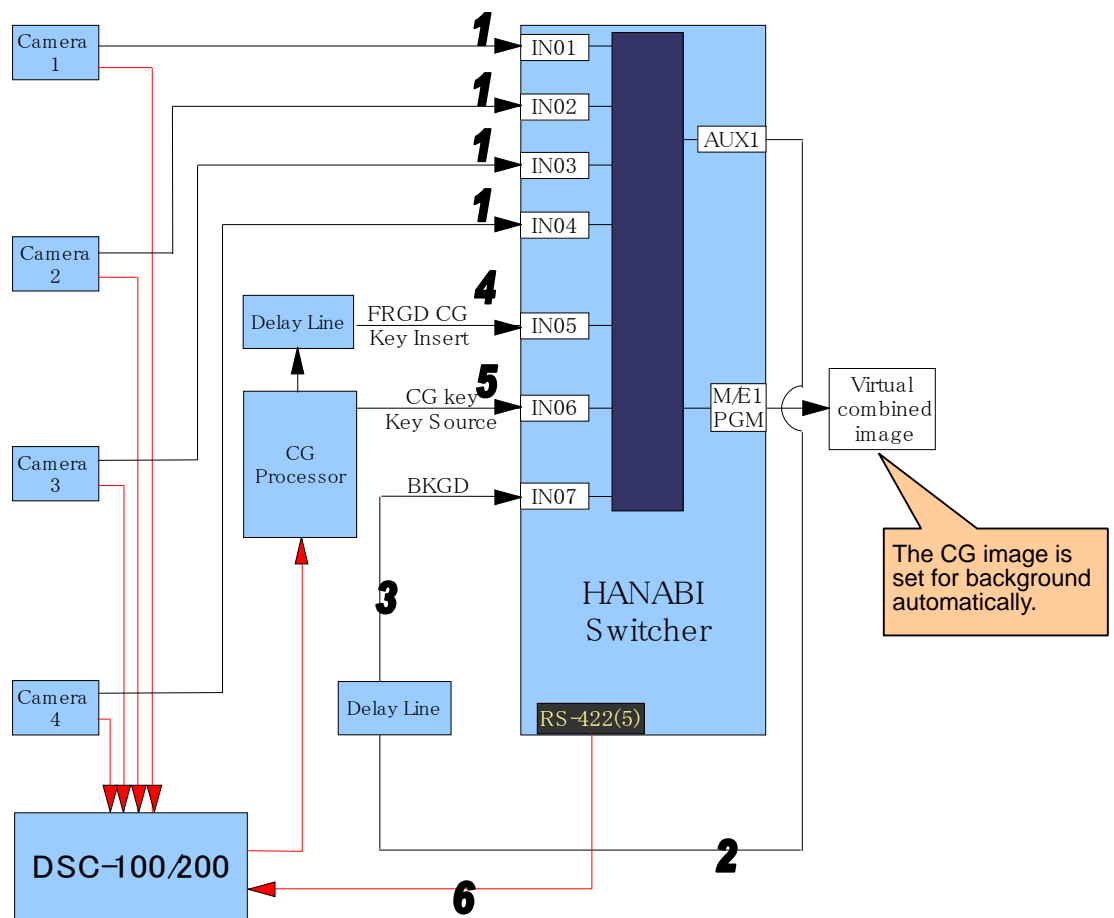 Camera
1
1
IN01
1
IN02
AUX1
1
IN03
1
IN04
Camera
2
4
Delay Line
FRGD CG
Key Insert
IN05
5
CG key
Key Source
IN06
M/E1
PGM
Virtual
combined
image
CG
Processor
Camera
3
BKGD
IN07
The CG image is
set for background
automatically.
3
HANABI
Switcher
Camera
4
Delay Line
RS-422(5)
2
DSC-100/200
6